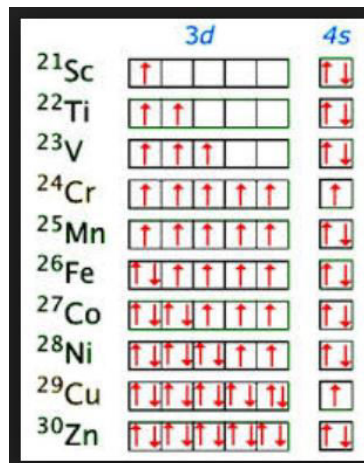 3d 4s
²¹Sc
²²Ti
²³V
²⁴Cr
²⁵Mn
²⁶Fe
²⁷Co
²⁸Ni
²⁹Cu
³⁰Zn